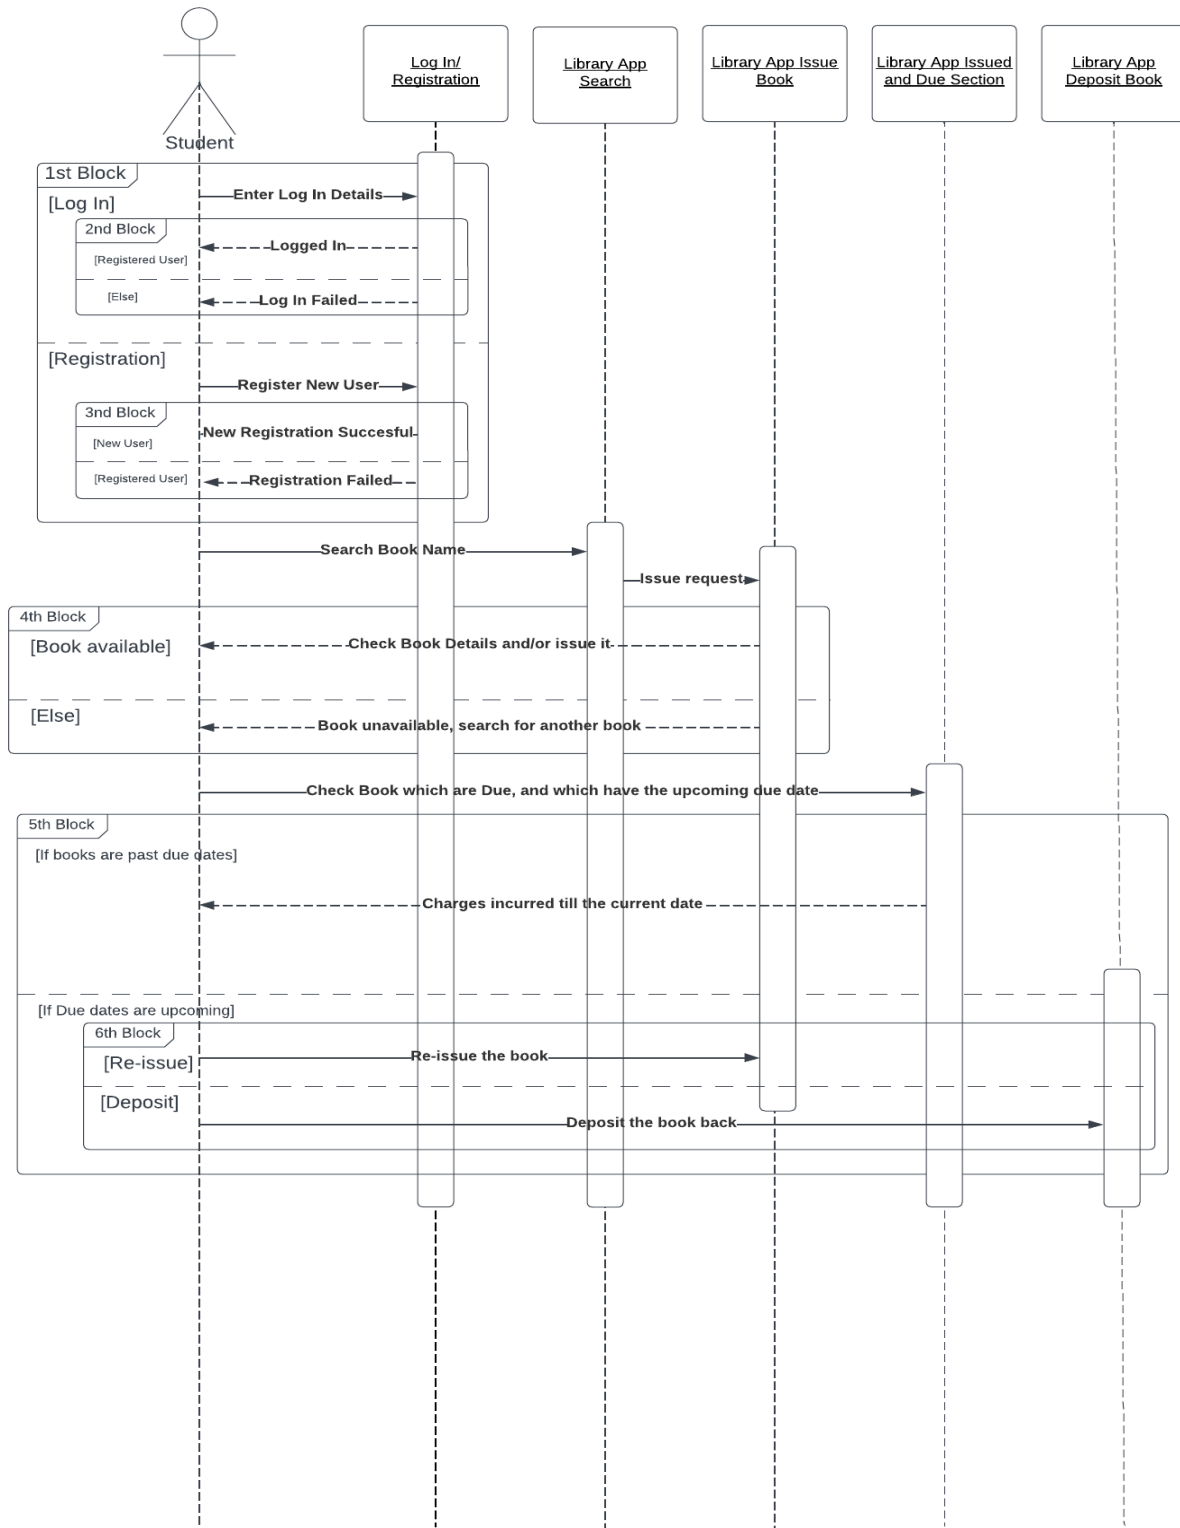 Log In/
Registration
Library App
Search
Library App Issue
Book
Library App Issued
and Due Section
Library App
Deposit Book
Student
1st Block
[Log In]
Enter Log In Details
2nd Block
Logged In
[Registered User]
[Else]
Log In Failed
[Registration]
Register New User
3nd Block
New Registration Succesful
[New User]
[Registered User]
Registration Failed
Search Book Name
Issue request
4th Block
[Book available]
Check Book Details and/or issue it
[Else]
Book unavailable, search for another book
Check Book which are Due, and which have the upcoming due date
5th Block
[If books are past due dates]
Charges incurred till the current date
[If Due dates are upcoming]
6th Block
[Re-issue]
Re-issue the book
[Deposit]
Deposit the book back